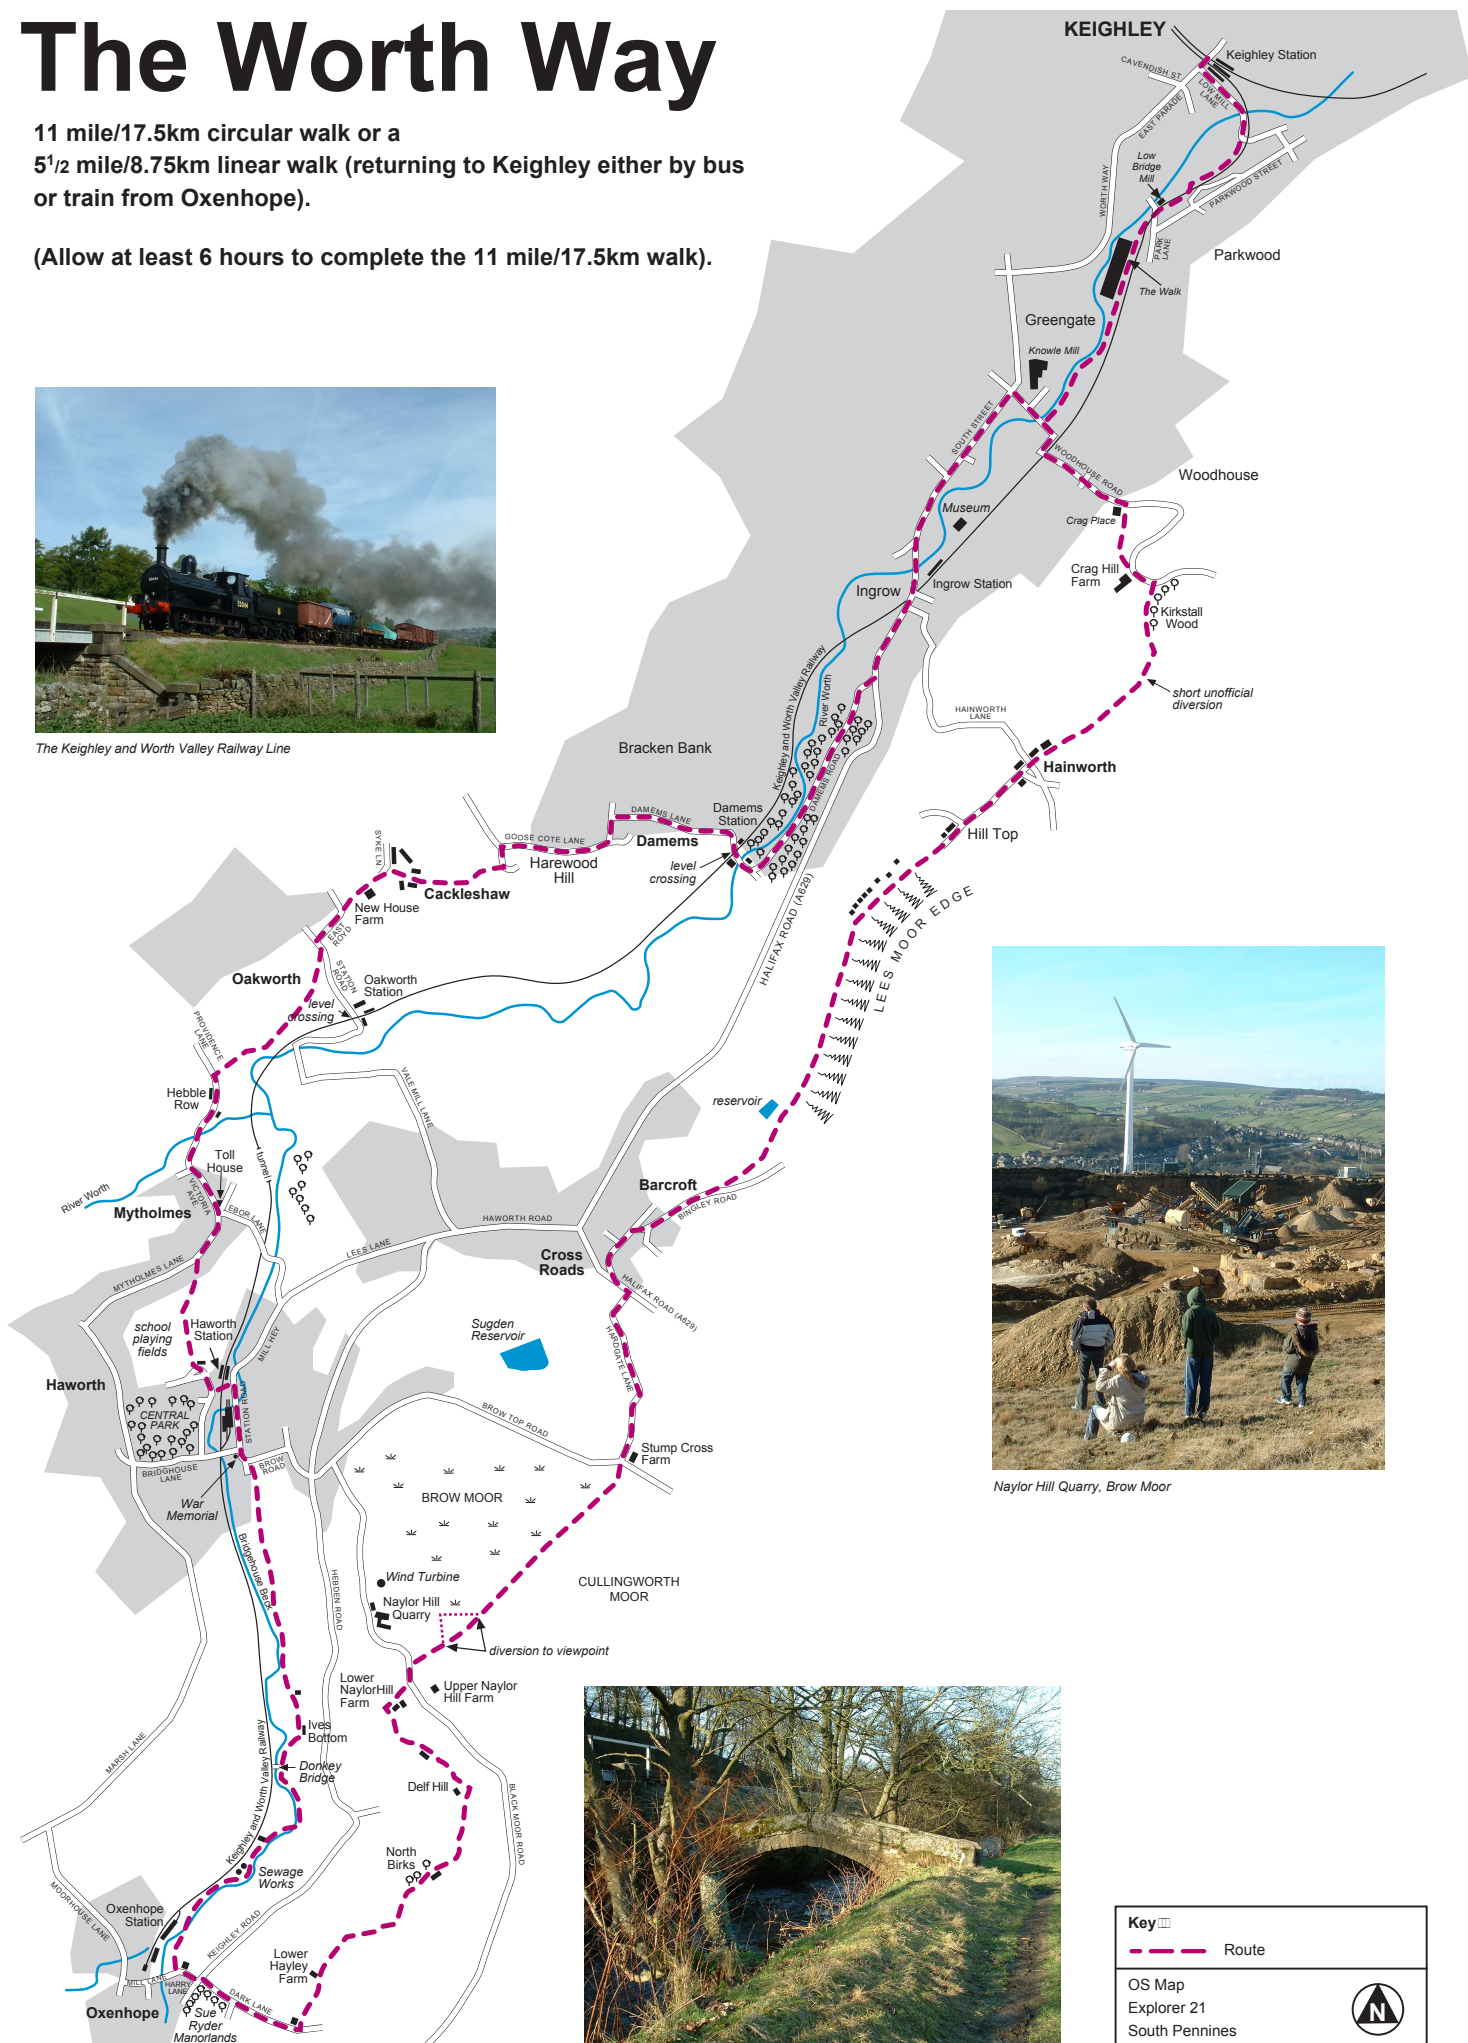 The Worth Way
11 mile/17.5km circular walk or a
5 1/2 mile/8.75km linear walk (returning to Keighley either by bus
or train from Oxenhope).
(Allow at least 6 hours to complete the 11 mile/17.5km walk).
KEIGHLEY
Keighley Station
CAVENDISH ST
LOW MILL
LANE
EAST PARADE
Low
Bridge
Mill
WORTH WAY
PARKWOOD STREET
PARK
LANE
Parkwood
The Walk
Greengate
Knowle Mill
SOUTH STREET
WOODHOUSE ROAD
Woodhouse
Museum
Crag Place
Crag Hill
Farm
Ingrow Station
Ingrow
Kirkstall
Wood
Keighley and Worth Valley Railway
River Worth
short unofficial
diversion
HAINWORTH
LANE
Hainworth
The Keighley and Worth Valley Railway Line
Bracken Bank
DAMEMS ROAD
Damems
Station
DAMEMS LANE
Damems
GOOSE COTE LANE
Harewood
Hill
level
crossing
Hill Top
SYKE LN
Cackleshaw
New House
Farm
EAST
ROYD
HALIFAX ROAD (A629)
LEES MOOR EDGE
Oakworth
STATION
ROAD
Oakworth
Station
level
crossing
PROVIDENCE
LANE
Hebble
Row
VALE MILL LANE
reservoir
Toll
House
tunnel
River Worth
VICTORIA
AVE
Mytholmes
LEBOR LANE
Barcroft
BINGLEY ROAD
HAWORTH ROAD
LEES LANE
Cross
Roads
MYTHOLMES LANE
HALIFAX ROAD (A629)
school
playing
fields
Haworth
Station
MILL HEY
Sugden
Reservoir
HARDGATE LANE
Haworth
CENTRAL
PARK
STATION ROAD
BROW TOP ROAD
Stump Cross
Farm
BRIDGHOUSE
LANE
BROW
ROAD
War
Memorial
BROW MOOR
Naylor Hill Quarry, Brow Moor
Bridgehouse Beck
HEBDEN ROAD
Wind Turbine
CULLINGWORTH
MOOR
Naylor Hill
Quarry
diversion to viewpoint
Lower
NaylorHill
Farm
Upper Naylor
Hill Farm
Ives
Bottom
MARSH LANE
Keighley and Worth Valley Railway
Donkey
Bridge
Delf Hill
BLACK MOOR ROAD
North
Birks
Sewage
Works
MOORHOUSE LANE
Oxenhope
Station
KEIGHLEY ROAD
Lower
Hayley
Farm
MILL LANE
HARRY
LANE
DARK LANE
Oxenhope
Sue
Ryder
Manorlands
Key
Route
OS Map
Explorer 21
South Pennines
N